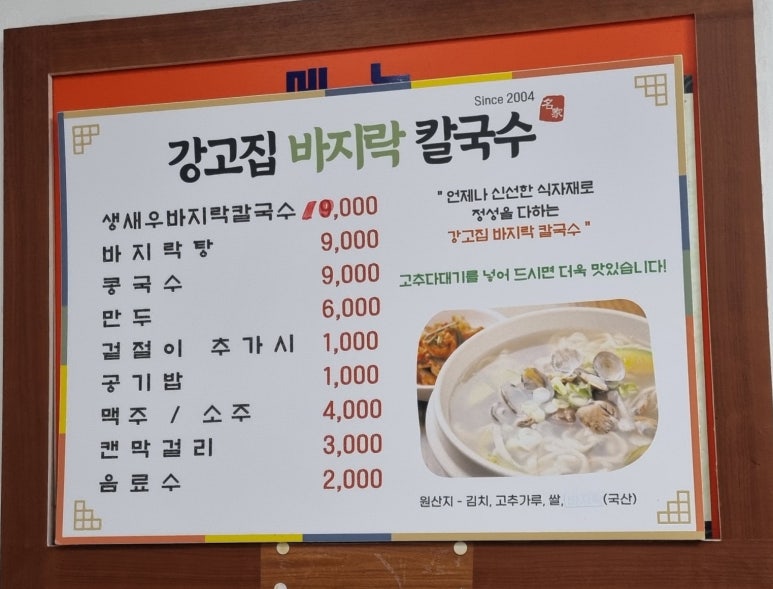 메뉴
Since 2004
名家
강고집 바지락 칼국수
생새우바지락칼국수 10,000
바지락탕 9,000
콩국수 9,000
만두 6,000
겉절이 추가시 1,000
공기밥 1,000
맥주 / 소주 4,000
캔막걸리 3,000
음료수 2,000
" 언제나 신선한 식자재로
정성을 다하는
강고집 바지락 칼국수 "
고추다대기를 넣어 드시면 더욱 맛있습니다!
원산지 - 김치, 고추가루, 쌀, (국산)